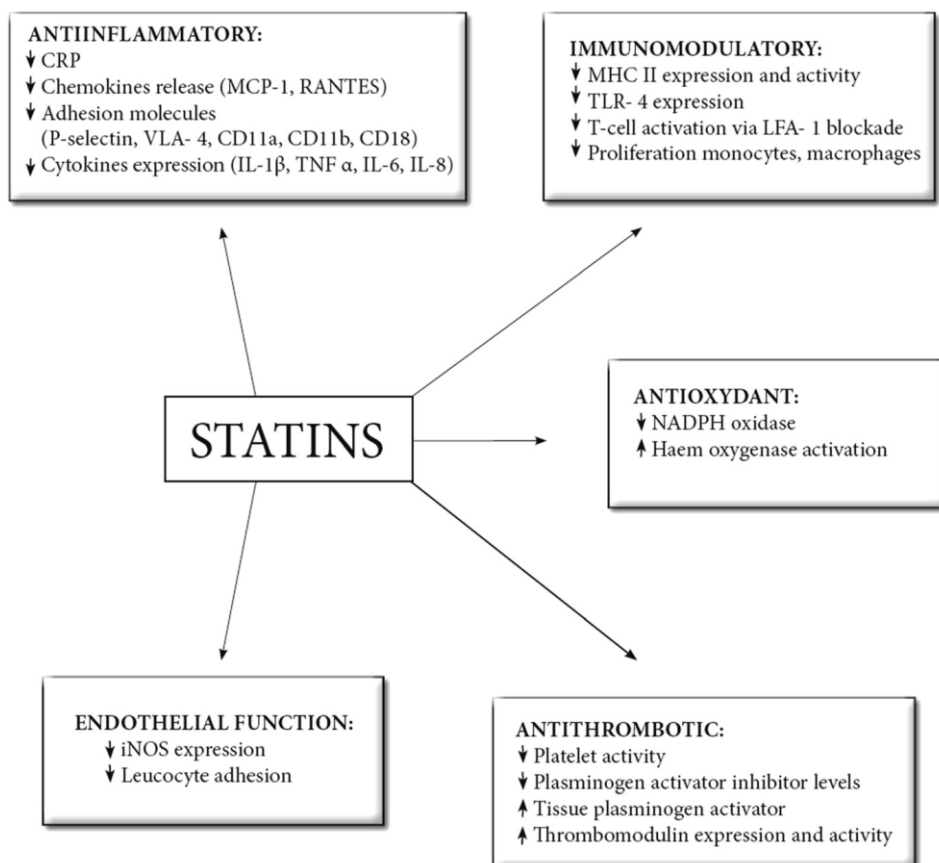 ANTIINFLAMMATORY:
↓ CRP
↓ Chemokines release (MCP-1, RANTES)
↓ Adhesion molecules
(P-selectin, VLA- 4, CD11a, CD11b, CD18)
↓ Cytokines expression (IL-1β, TNF α, IL-6, IL-8)
IMMUNOMODULATORY:
↓ MHC II expression and activity
↓ TLR- 4 expression
↓ T-cell activation via LFA- 1 blockade
↓ Proliferation monocytes, macrophages
STATINS
ANTIOXYDANT:
↓ NADPH oxidase
↑ Haem oxygenase activation
ENDOTHELIAL FUNCTION:
↓ iNOS expression
↓ Leucocyte adhesion
ANTITHROMBOTIC:
↓ Platelet activity
↓ Plasminogen activator inhibitor levels
↑ Tissue plasminogen activator
↑ Thrombomodulin expression and activity